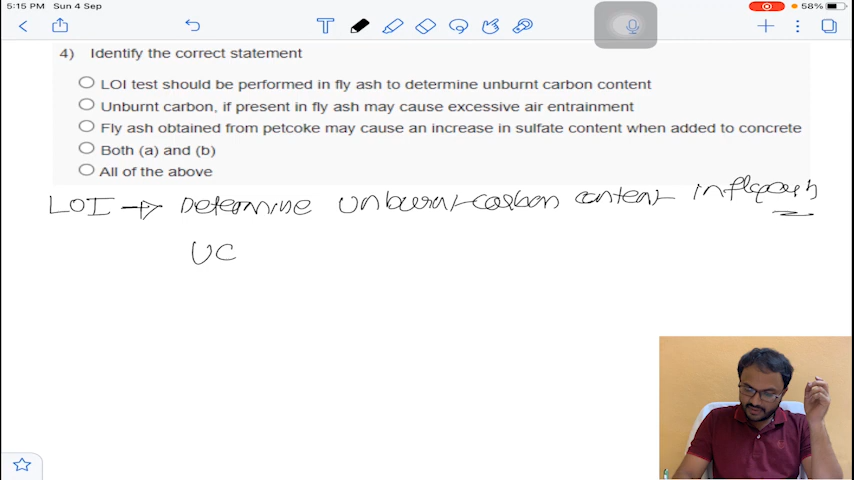 5:15 PM Sun 4 Sep 58%
4) Identify the correct statement
LOI test should be performed in fly ash to determine unburnt carbon content
Unburnt carbon, if present in fly ash may cause excessive air entrainment
Fly ash obtained from petcoke may cause an increase in sulfate content when added to concrete
Both (a) and (b)
All of the above
LOI → Determine unburnt carbon content in flyash
UC